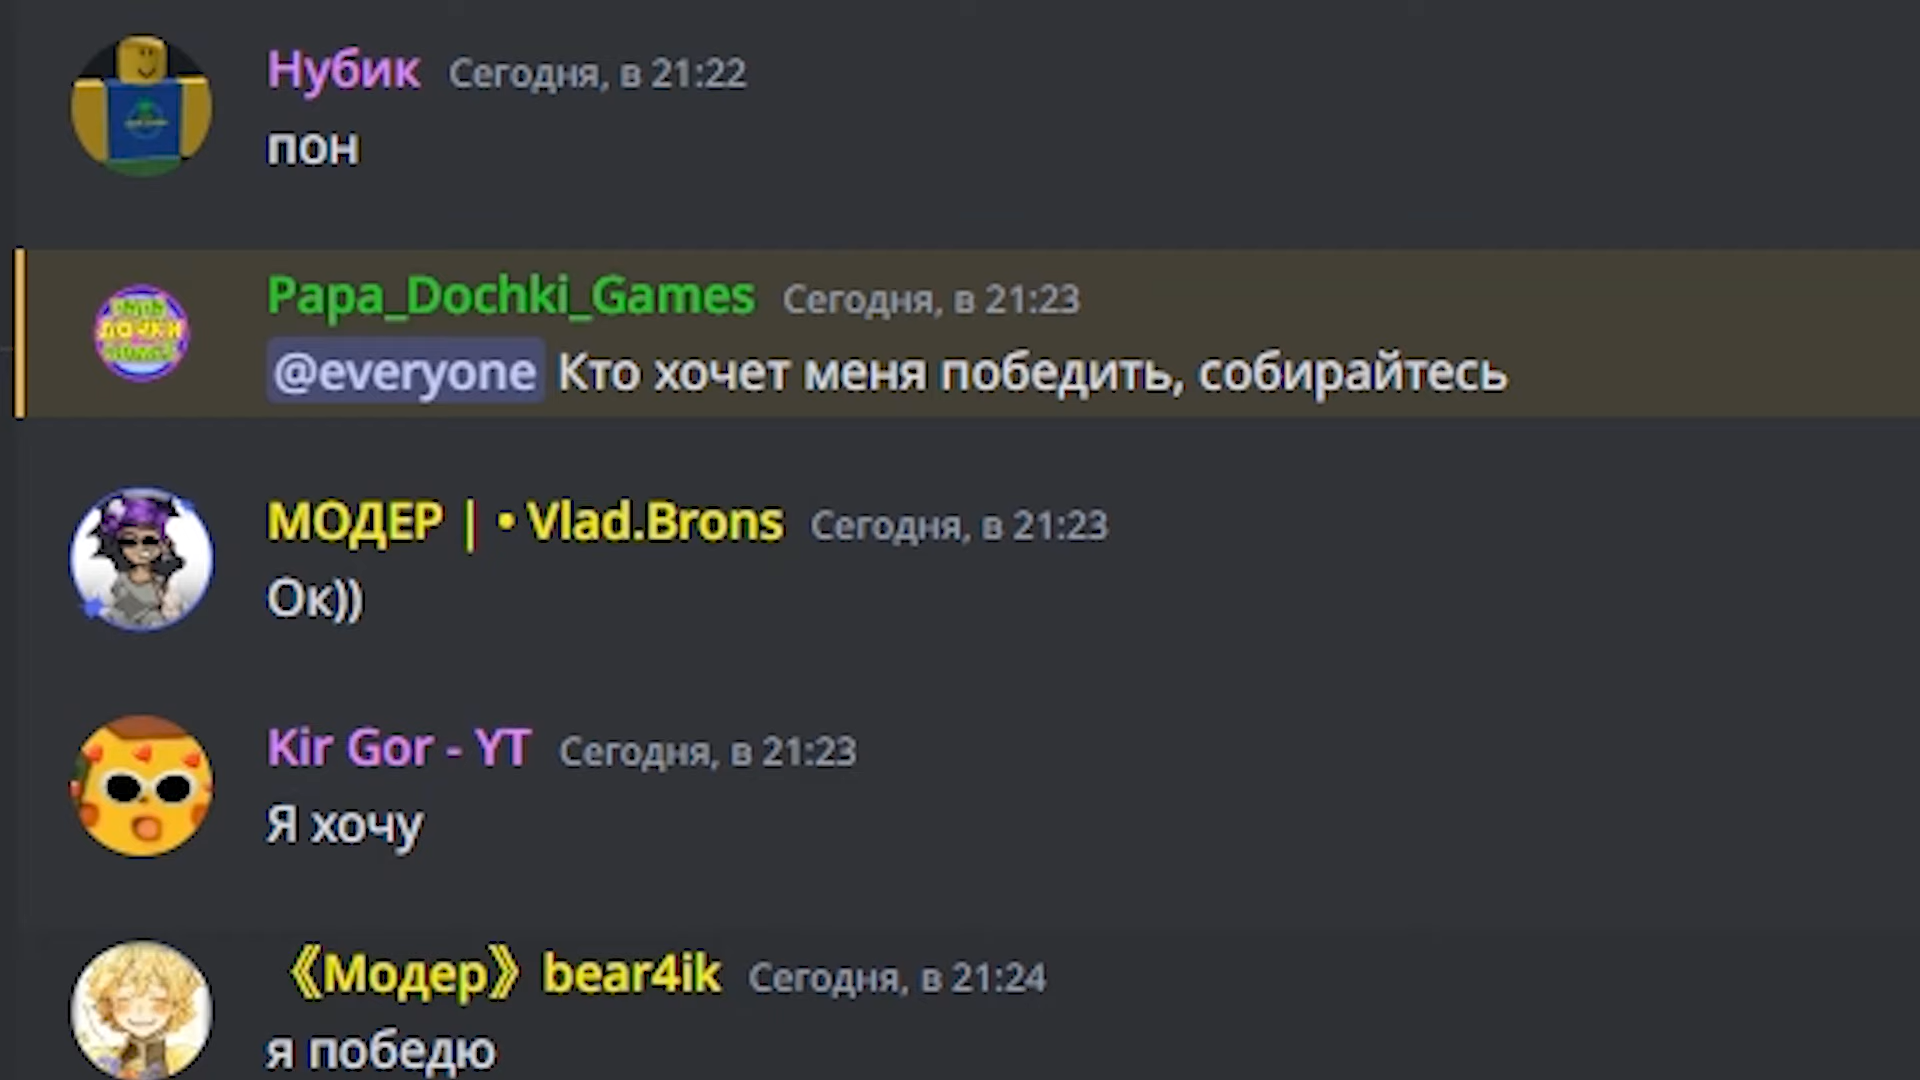 Нубик Сегодня, в 21:22
пон
Papa_Dochki_Games Сегодня, в 21:23
@everyone Кто хочет меня победить, собирайтесь
МОДЕР | • Vlad.Brons Сегодня, в 21:23
Ок))
Kir Gor - YT Сегодня, в 21:23
Я хочу
《Модер》bear4ik Сегодня, в 21:24
я победю